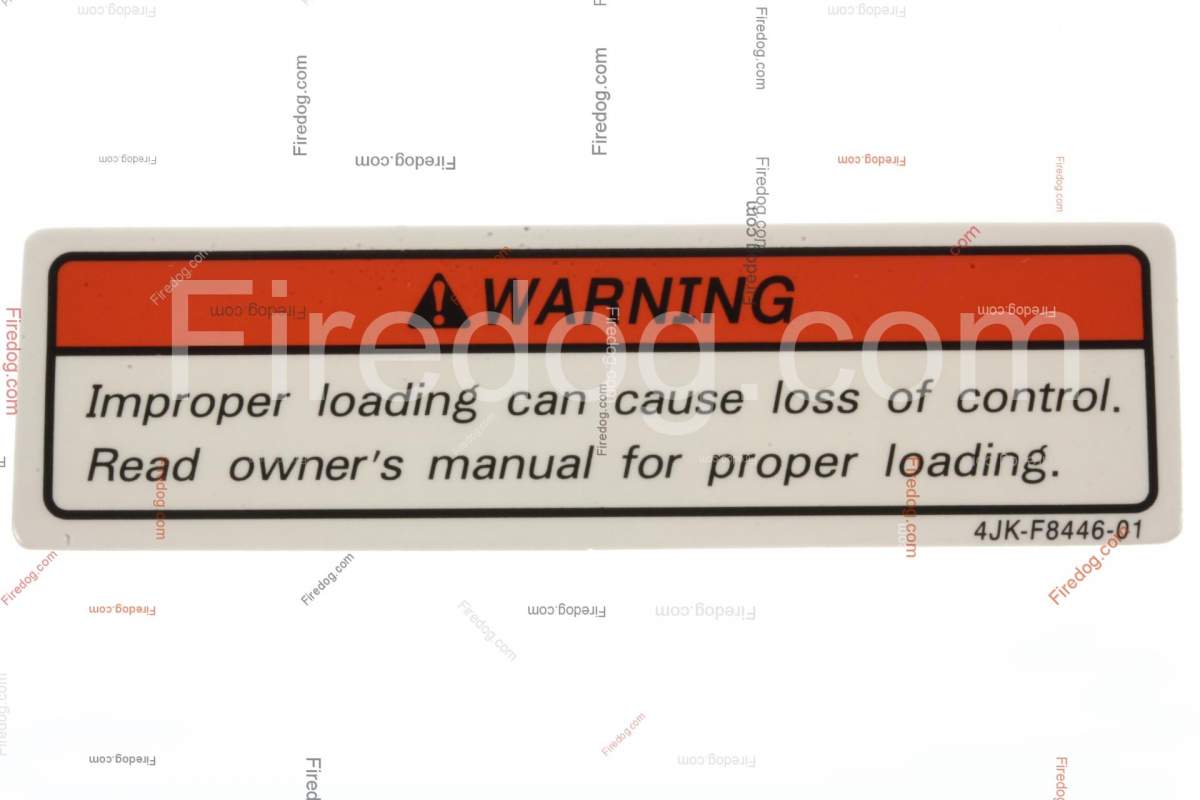 WARNING
Improper loading can cause loss of control.
Read owner's manual for proper loading.
4JK-F8446-01
Firedog.com